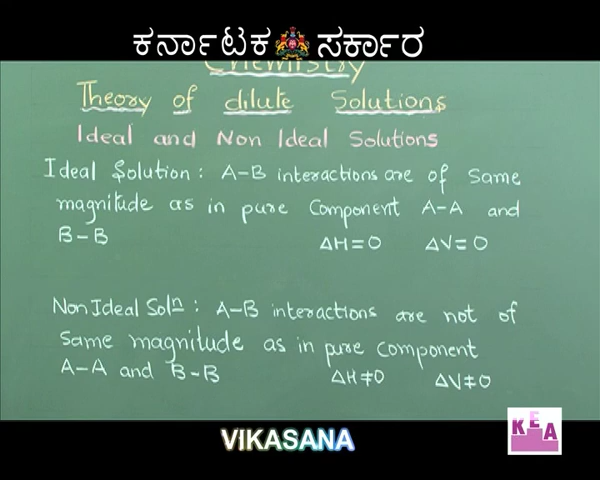 ಕರ್ನಾಟಕ ಸರ್ಕಾರ
Chemistry
Theory of dilute Solutions
Ideal and Non Ideal Solutions
Ideal Solution : A-B interactions are of same
magnitude as in pure Component A-A and
B-B ΔH=0 ΔV=0
Non Ideal Solⁿ : A-B interactions are not of
same magnitude as in pure component
A-A and B-B ΔH≠0 ΔV≠0
KEA
VIKASANA